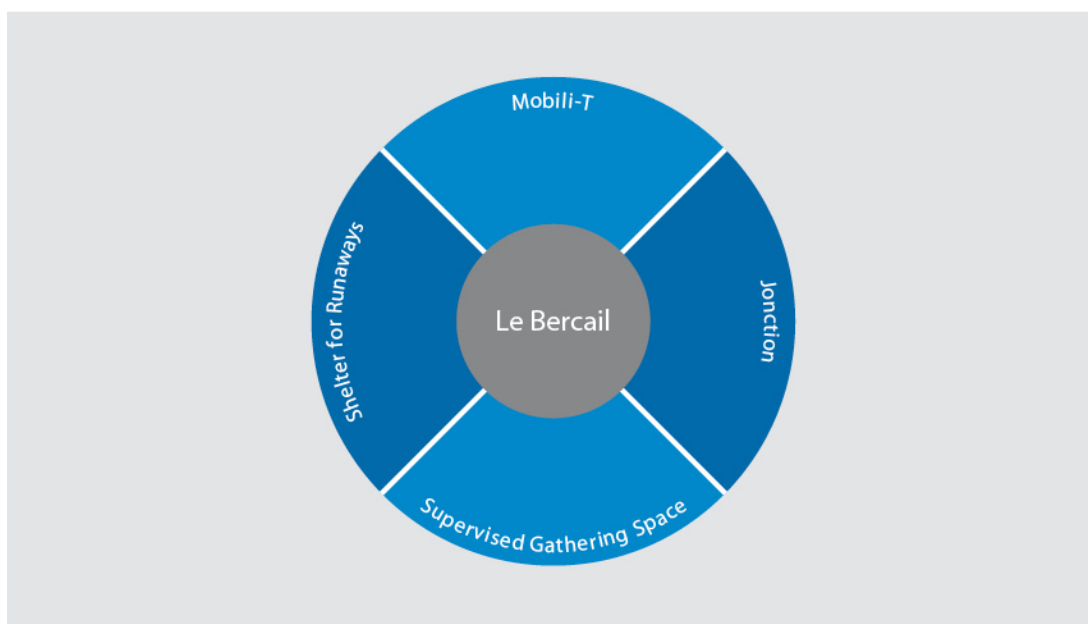 Mobili-T
Shelter for Runaways
Le Bercail
Jonction
Supervised Gathering Space